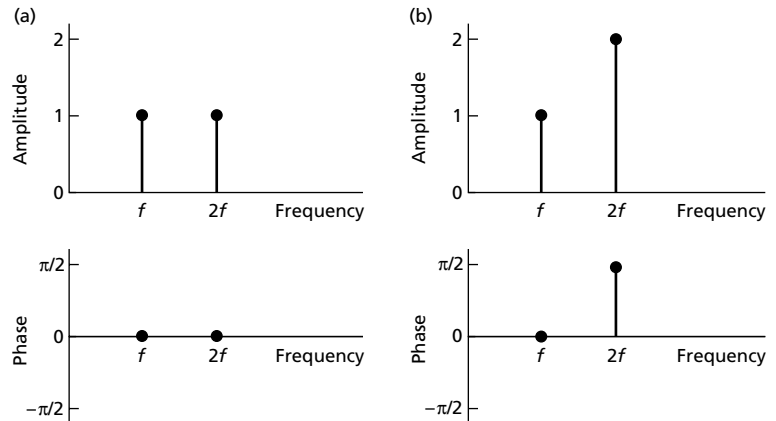 (a)
2
1
0
Amplitude
f
2f
Frequency
π/2
0
−π/2
Phase
f
2f
Frequency
(b)
2
1
0
Amplitude
f
2f
Frequency
π/2
0
−π/2
Phase
f
2f
Frequency